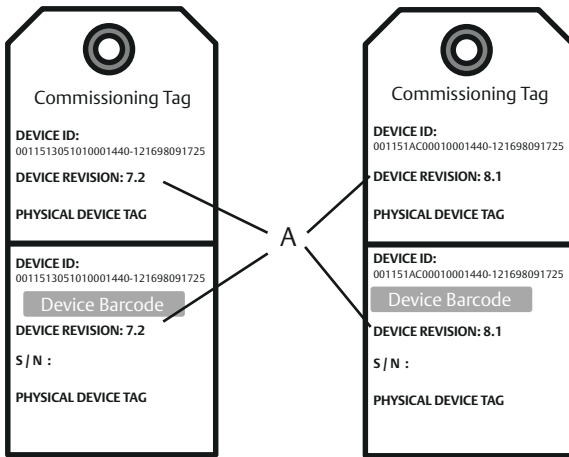 Commissioning Tag
DEVICE ID:
0011513051010001440-121698091725
DEVICE REVISION: 7.2
PHYSICAL DEVICE TAG
DEVICE ID:
0011513051010001440-121698091725
Device Barcode
DEVICE REVISION: 7.2
S / N :
PHYSICAL DEVICE TAG
A
Commissioning Tag
DEVICE ID:
001151AC00010001440-121698091725
DEVICE REVISION: 8.1
PHYSICAL DEVICE TAG
DEVICE ID:
001151AC00010001440-121698091725
Device Barcode
DEVICE REVISION: 8.1
S / N :
PHYSICAL DEVICE TAG